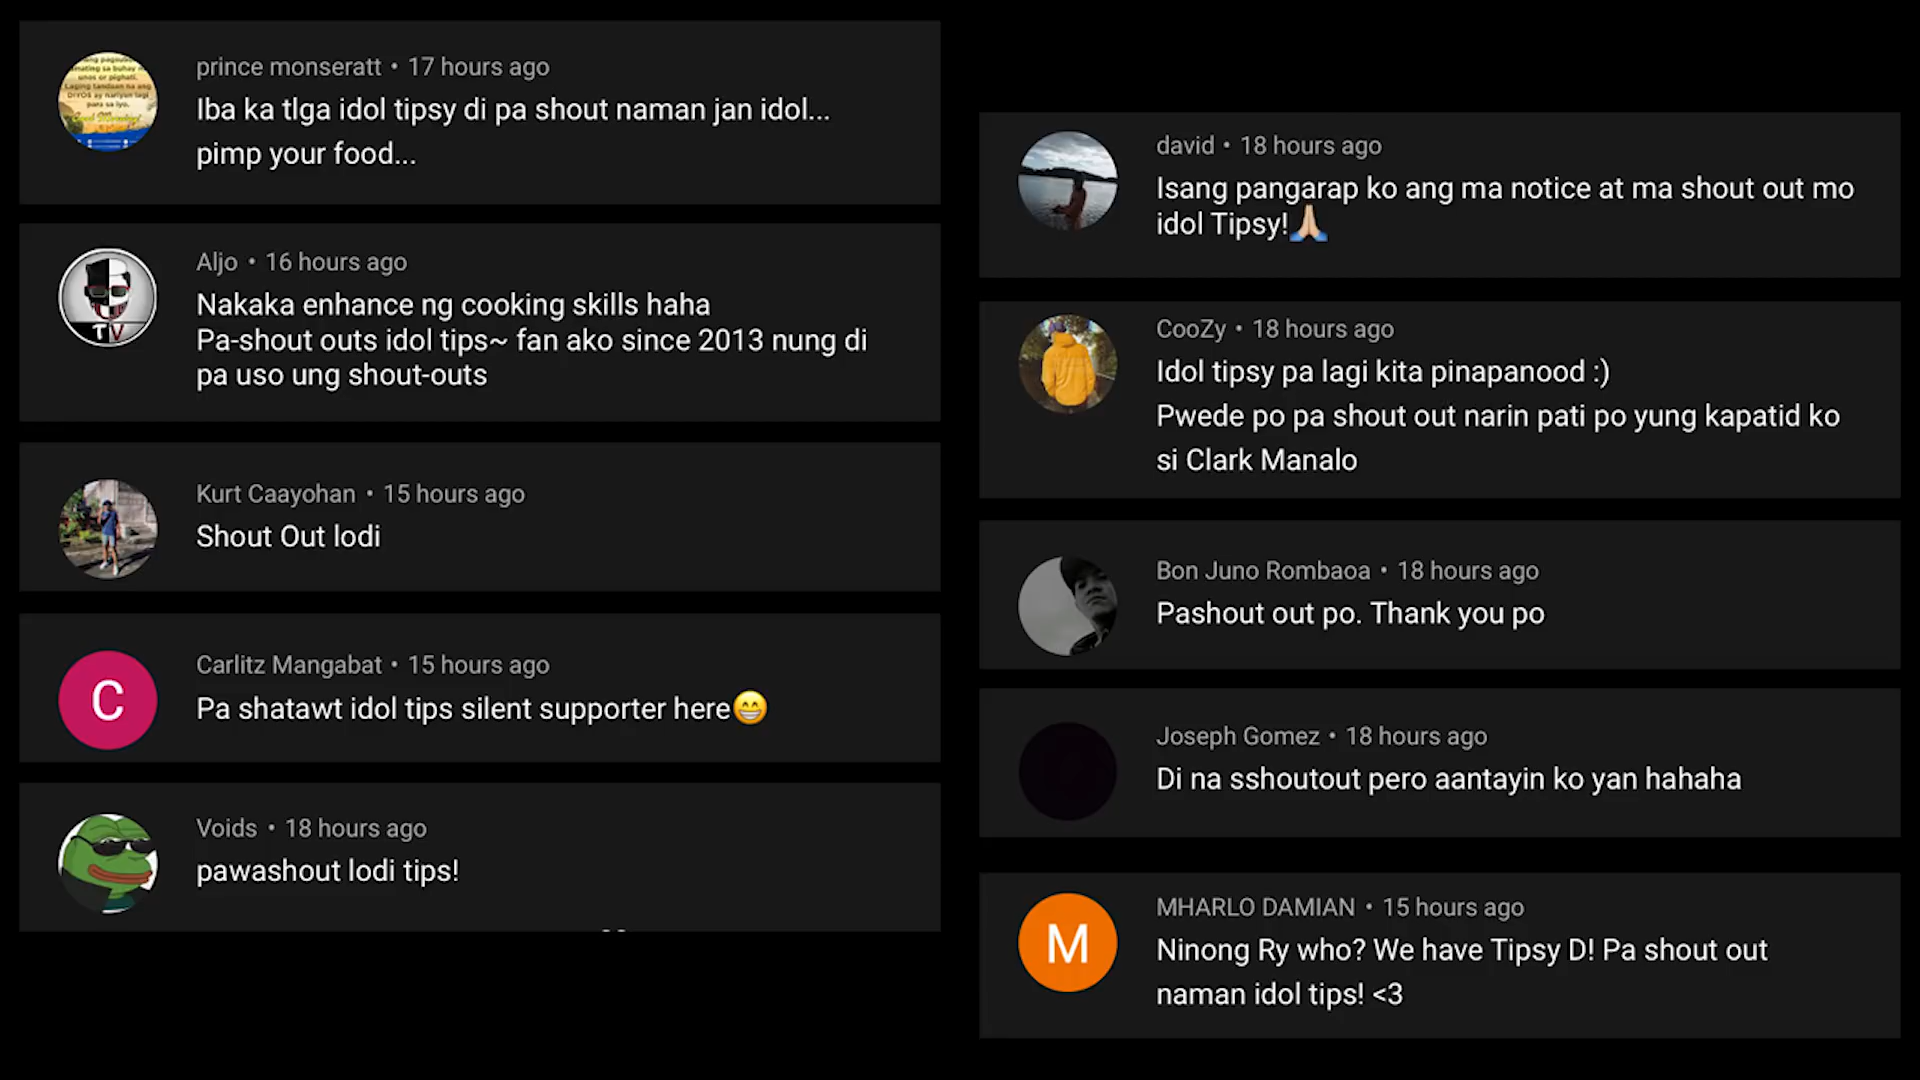 prince monseratt • 17 hours ago
Iba ka tlga idol tipsy di pa shout naman jan idol...
pimp your food...
Aljo • 16 hours ago
Nakaka enhance ng cooking skills haha
Pa-shout outs idol tips~ fan ako since 2013 nung di
pa uso ung shout-outs
TV
Kurt Caayohan • 15 hours ago
Shout Out lodi
C
Carlitz Mangabat • 15 hours ago
Pa shatawt idol tips silent supporter here😁
Voids • 18 hours ago
pawashout lodi tips!
david • 18 hours ago
Isang pangarap ko ang ma notice at ma shout out mo
idol Tipsy!🙏🏻
CooZy • 18 hours ago
Idol tipsy pa lagi kita pinapanood :)
Pwede po pa shout out narin pati po yung kapatid ko
si Clark Manalo
Bon Juno Rombaoa • 18 hours ago
Pashout out po. Thank you po
Joseph Gomez • 18 hours ago
Di na sshoutout pero aantayin ko yan hahaha
M
MHARLO DAMIAN • 15 hours ago
Ninong Ry who? We have Tipsy D! Pa shout out
naman idol tips! <3